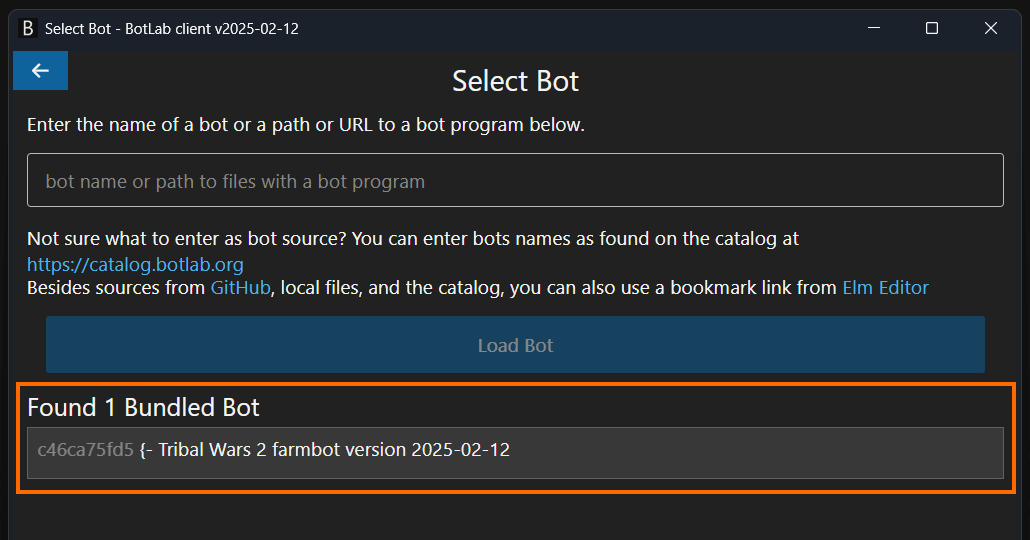 B Select Bot - BotLab client v2025-02-12
Select Bot
Enter the name of a bot or a path or URL to a bot program below.
bot name or path to files with a bot program
Not sure what to enter as bot source? You can enter bots names as found on the catalog at
https://catalog.botlab.org
Besides sources from GitHub, local files, and the catalog, you can also use a bookmark link from Elm Editor
Load Bot
Found 1 Bundled Bot
c46ca75fd5 {- Tribal Wars 2 farmbot version 2025-02-12